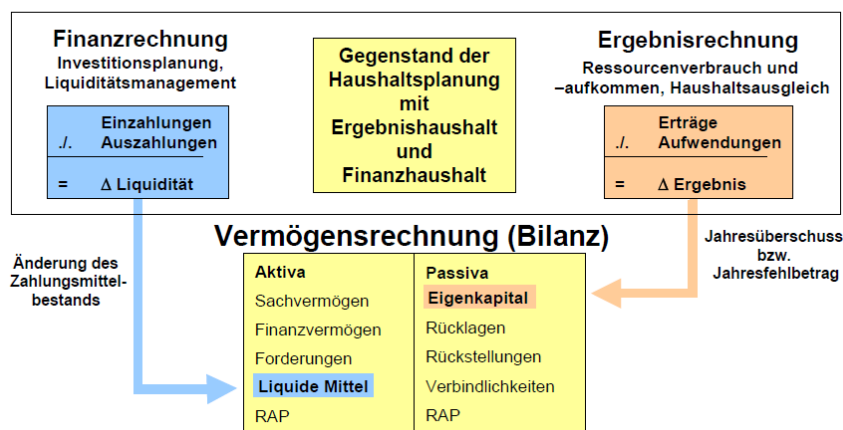 Finanzrechnung
Investitionsplanung,
Liquiditätsmanagement
Einzahlungen
./. Auszahlungen
= Δ Liquidität
Gegenstand der
Haushaltsplanung
mit
Ergebnishaushalt
und
Finanzhaushalt
Ergebnisrechnung
Ressourcenverbrauch und
–aufkommen, Haushaltsausgleich
Erträge
./. Aufwendungen
= Δ Ergebnis
Vermögensrechnung (Bilanz)
Änderung des
Zahlungsmittel-
bestands
Aktiva
Sachvermögen
Finanzvermögen
Forderungen
Liquide Mittel
RAP
Passiva
Eigenkapital
Rücklagen
Rückstellungen
Verbindlichkeiten
RAP
Jahresüberschuss
bzw.
Jahresfehlbetrag